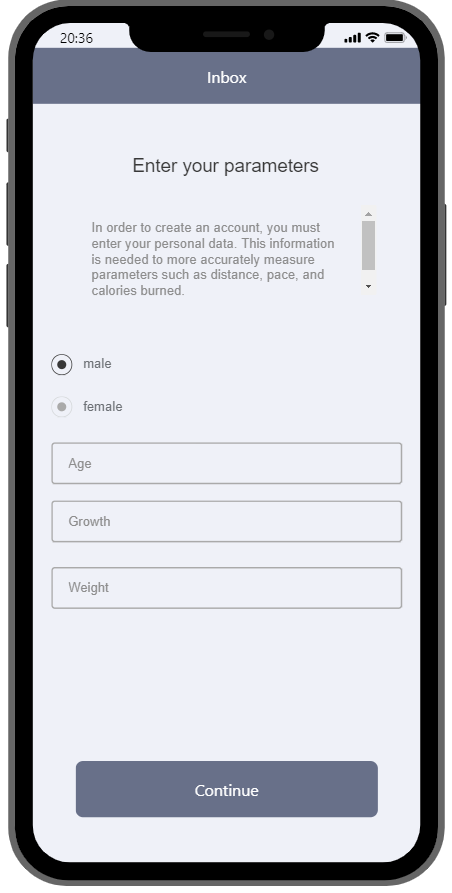 20:36
Inbox
Enter your parameters
In order to create an account, you must
enter your personal data. This information
is needed to more accurately measure
parameters such as distance, pace, and
calories burned.
male
female
Age
Growth
Weight
Continue